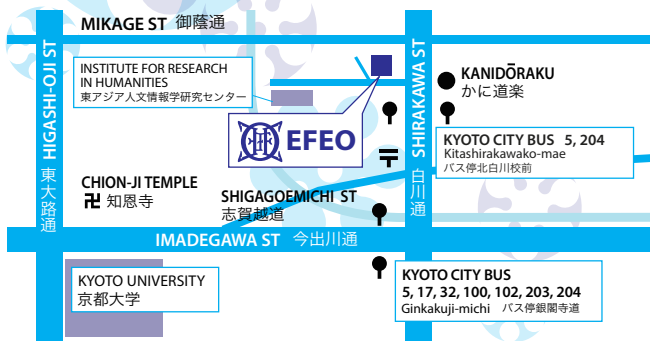 MIKAGE ST 御蔭通
HIGASHI-OJI ST 東大路通
INSTITUTE FOR RESEARCH
IN HUMANITIES
東アジア人文情報学研究センター
EFEO
SHIRAKAWA ST 白川通
KANIDŌRAKU
かに道楽
KYOTO CITY BUS 5, 204
Kitashirakawako-mae
バス停北白川校前
CHION-JI TEMPLE
卍 知恩寺
SHIGAGOEMICHI ST
志賀越道
IMADEGAWA ST 今出川通
KYOTO UNIVERSITY
京都大学
KYOTO CITY BUS
5, 17, 32, 100, 102, 203, 204
Ginkakuji-michi バス停銀閣寺道